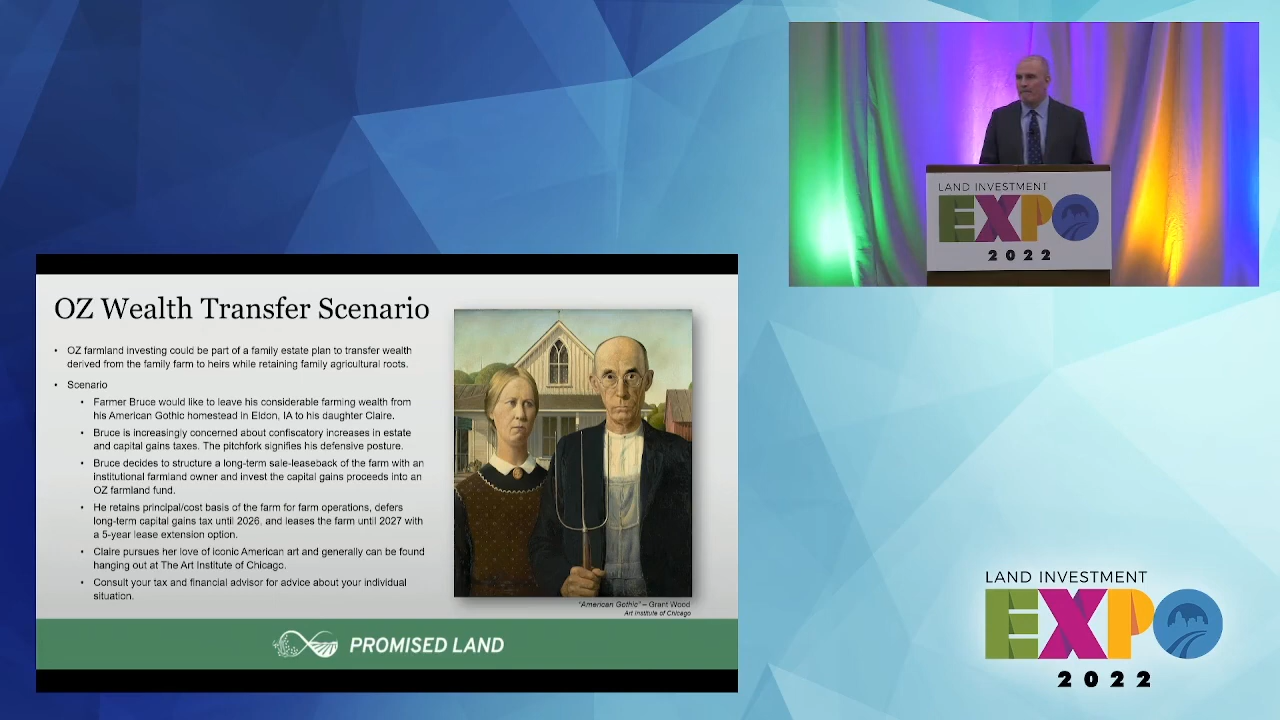 LAND INVESTMENT
EXPO
2022
OZ Wealth Transfer Scenario
• OZ farmland investing could be part of a family estate plan to transfer wealth
derived from the family farm to heirs while retaining family agricultural roots.
• Scenario
• Farmer Bruce would like to leave his considerable farming wealth from
his American Gothic homestead in Eldon, IA to his daughter Claire.
• Bruce is increasingly concerned about confiscatory increases in estate
and capital gains taxes. The pitchfork signifies his defensive posture.
• Bruce decides to structure a long-term sale-leaseback of the farm with an
institutional farmland owner and invest the capital gains proceeds into an
OZ farmland fund.
• He retains principal/cost basis of the farm for farm operations, defers
long-term capital gains tax until 2026, and leases the farm until 2027 with
a 5-year lease extension option.
• Claire pursues her love of iconic American art and generally can be found
hanging out at The Art Institute of Chicago.
• Consult your tax and financial advisor for advice about your individual
situation.
"American Gothic" – Grant Wood
Art Institute of Chicago
PROMISED LAND
LAND INVESTMENT
EXPO
2022